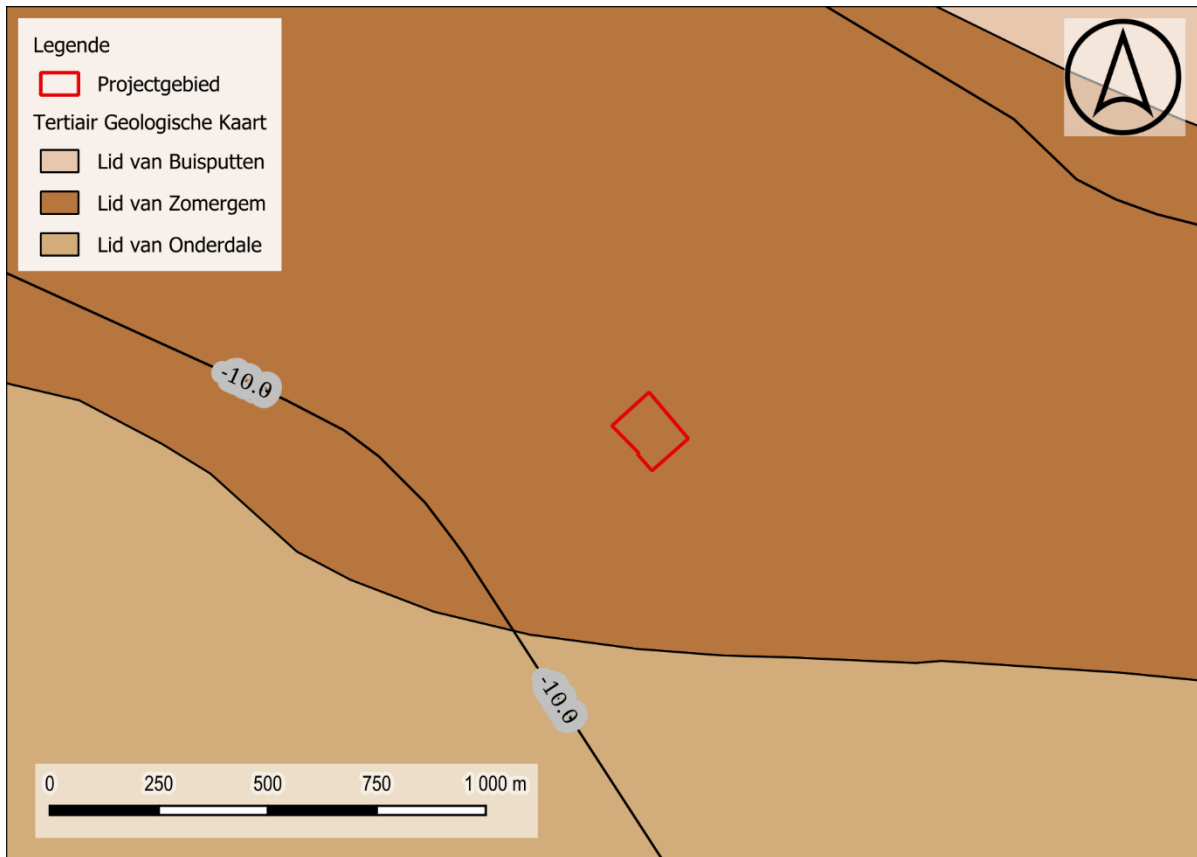 Legende
Projectgebied
Tertiair Geologische Kaart
Lid van Buisputten
Lid van Zomergem
Lid van Onderdale
-10.0
-10.0
0 250 500 750 1 000 m